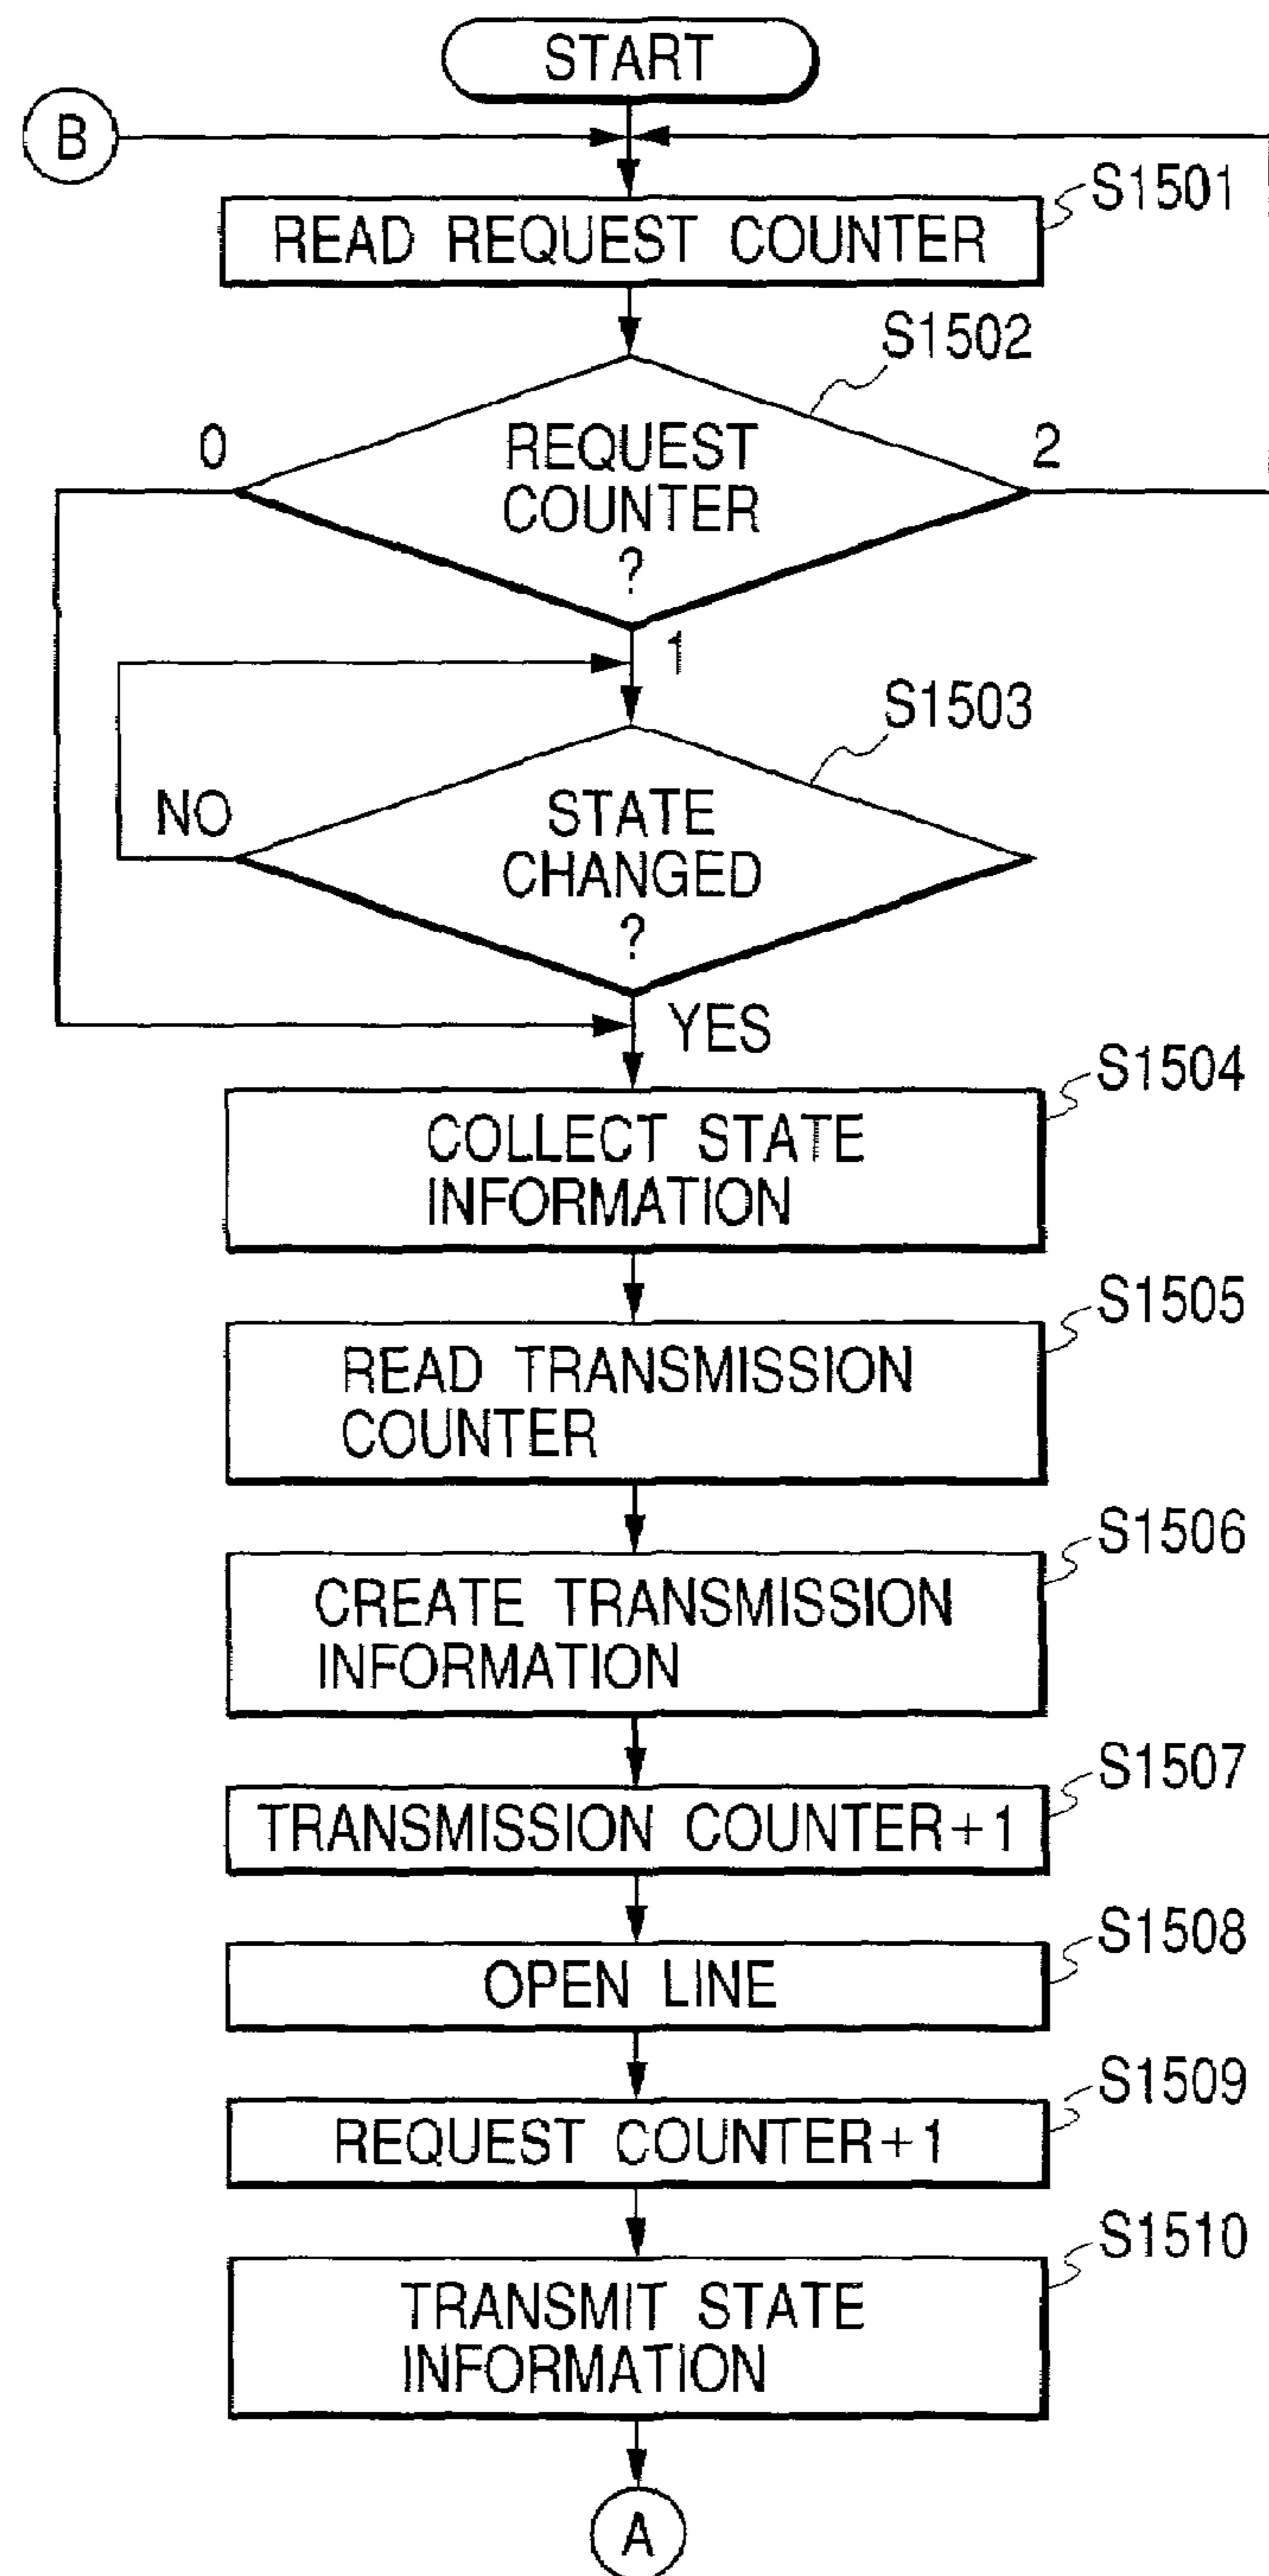 START
B
S1501
READ REQUEST COUNTER
S1502
0
REQUEST
COUNTER
?
2
1
S1503
NO
STATE
CHANGED
?
YES
S1504
COLLECT STATE
INFORMATION
S1505
READ TRANSMISSION
COUNTER
S1506
CREATE TRANSMISSION
INFORMATION
S1507
TRANSMISSION COUNTER+1
S1508
OPEN LINE
S1509
REQUEST COUNTER+1
S1510
TRANSMIT STATE
INFORMATION
A